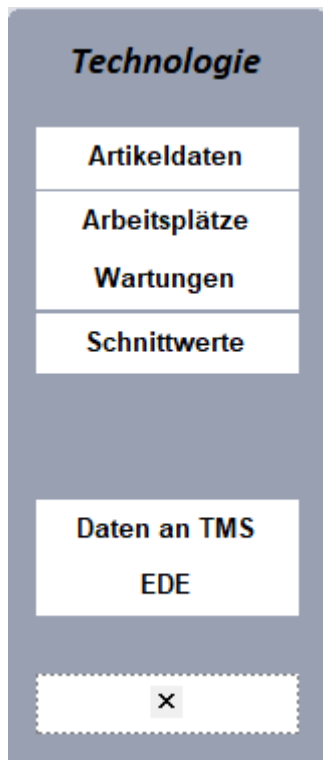 Technologie
Artikeldaten
Arbeitsplätze
Wartungen
Schnittwerte
Daten an TMS
EDE